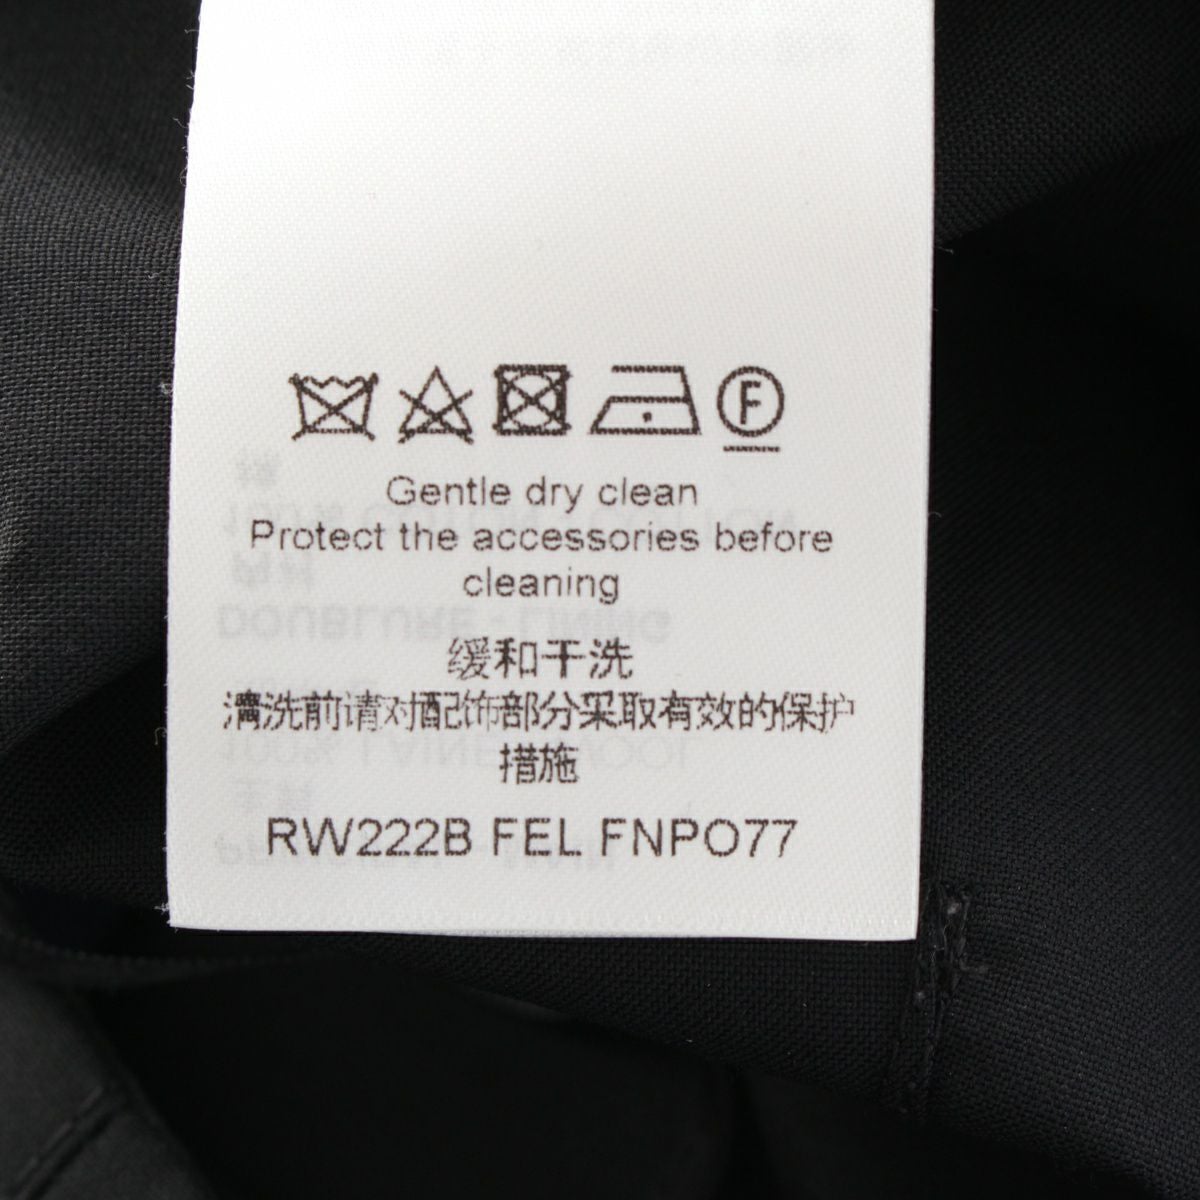 F
Gentle dry clean
Protect the accessories before
cleaning
缓和干洗
清洗前请对配饰部分采取有效的保护
措施
RW222B FEL FNPO77